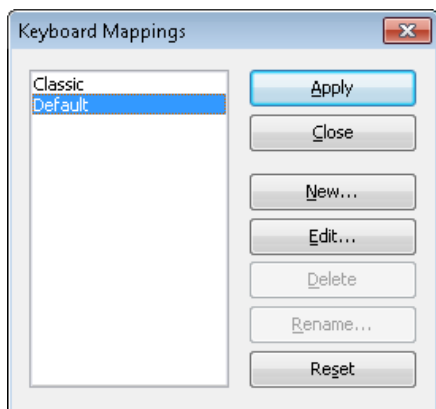 Keyboard Mappings
Classic
Default
Apply
Close
New...
Edit...
Delete
Rename...
Reset